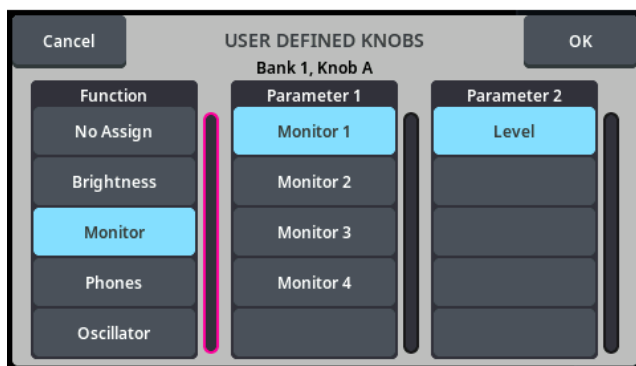 Cancel
USER DEFINED KNOBS
OK
Bank 1, Knob A
Function
Parameter 1
Parameter 2
No Assign
Monitor 1
Level
Brightness
Monitor 2
Monitor
Monitor 3
Phones
Monitor 4
Oscillator